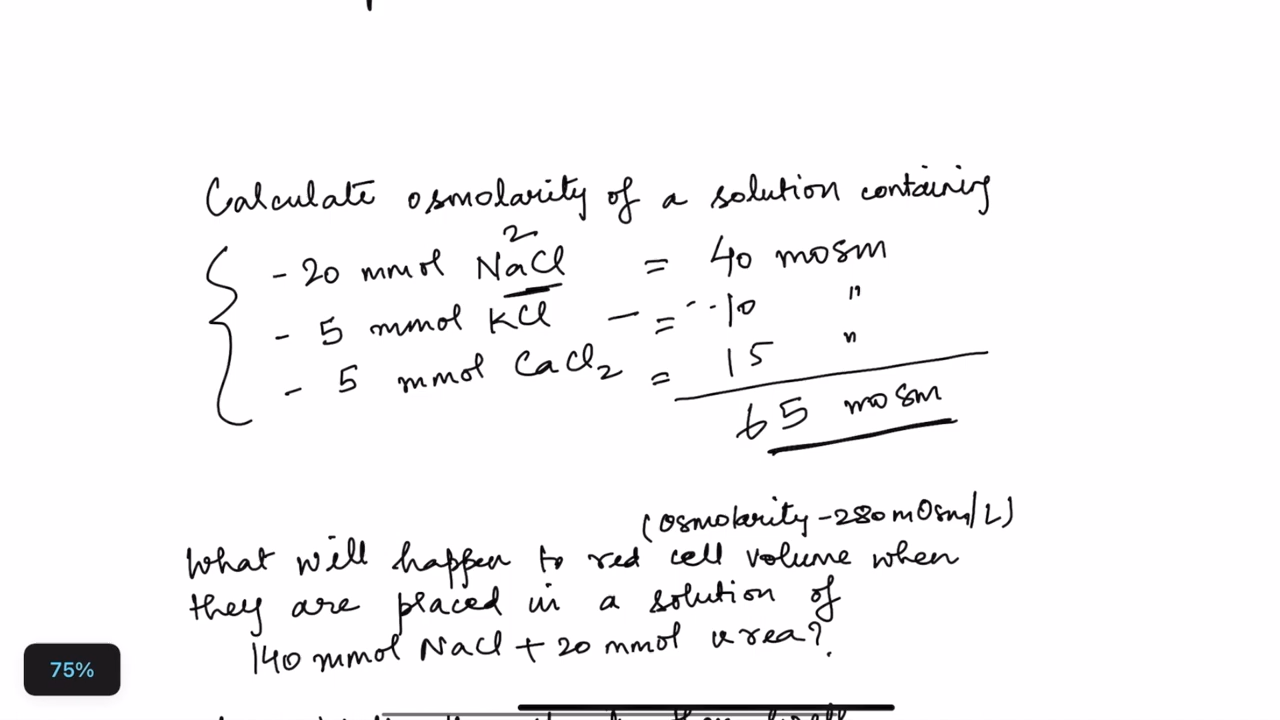 Calculate osmolarity of a solution containing
2
- 20 mmol NaCl = 40 mosm
- 5 mmol KCl - = 10 "
- 5 mmol CaCl2 = 15 "
65 mosm
(Osmolarity - 280 mOsm/L)
What will happen to red cell volume when
they are placed in a solution of
140 mmol NaCl + 20 mmol urea?
75%